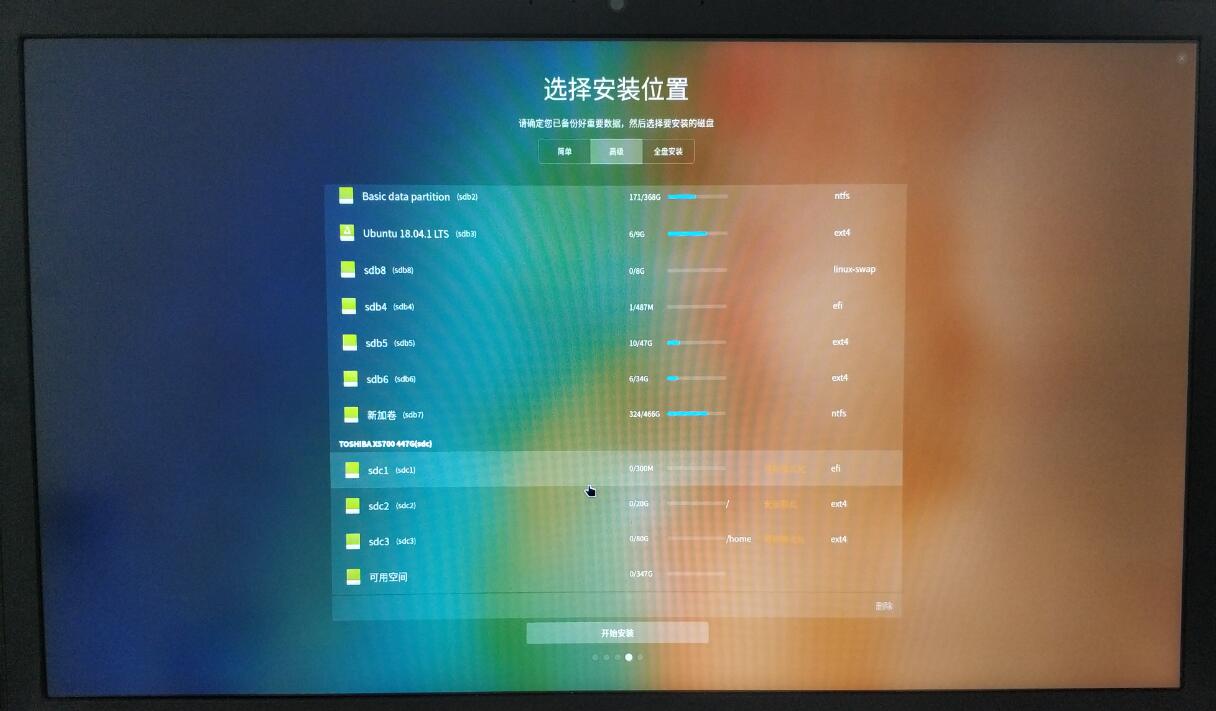 选择安装位置
请确定您已备份好重要数据，然后选择要安装的磁盘
简单 高级 全盘安装
Basic data partition (sdb2) 171/368G ntfs
Ubuntu 18.04.1 LTS (sdb3) 6/9G ext4
sdb8 (sdb8) 0/8G linux-swap
sdb4 (sdb4) 1/487M efi
sdb5 (sdb5) 10/47G ext4
sdb6 (sdb6) 6/34G ext4
新加卷 (sdb7) 324/466G ntfs
TOSHIBA XS700 447G(sdc)
sdc1 (sdc1) 0/300M efi
sdc2 (sdc2) 0/20G / ext4
sdc3 (sdc3) 0/80G /home ext4
可用空间 0/347G
删除
开始安装